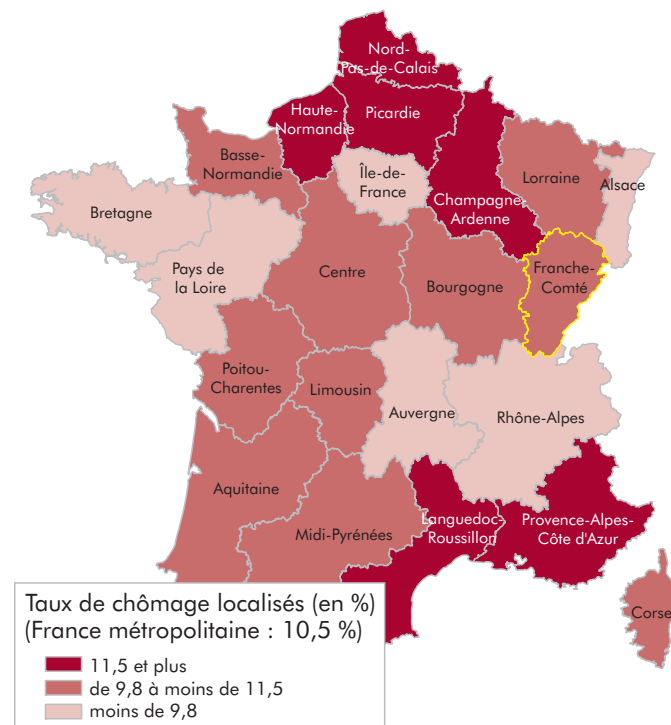 Nord-
Pas-de-Calais
Haute-
Normandie
Picardie
Basse-
Normandie
Île-de-
France
Champagne-
Ardenne
Lorraine
Alsace
Bretagne
Pays de
la Loire
Centre
Bourgogne
Franche-
Comté
Poitou-
Charentes
Limousin
Auvergne
Rhône-Alpes
Aquitaine
Midi-Pyrénées
Languedoc-
Roussillon
Provence-Alpes-
Côte d'Azur
Corse
Taux de chômage localisés (en %)
(France métropolitaine : 10,5 %)
11,5 et plus
de 9,8 à moins de 11,5
moins de 9,8